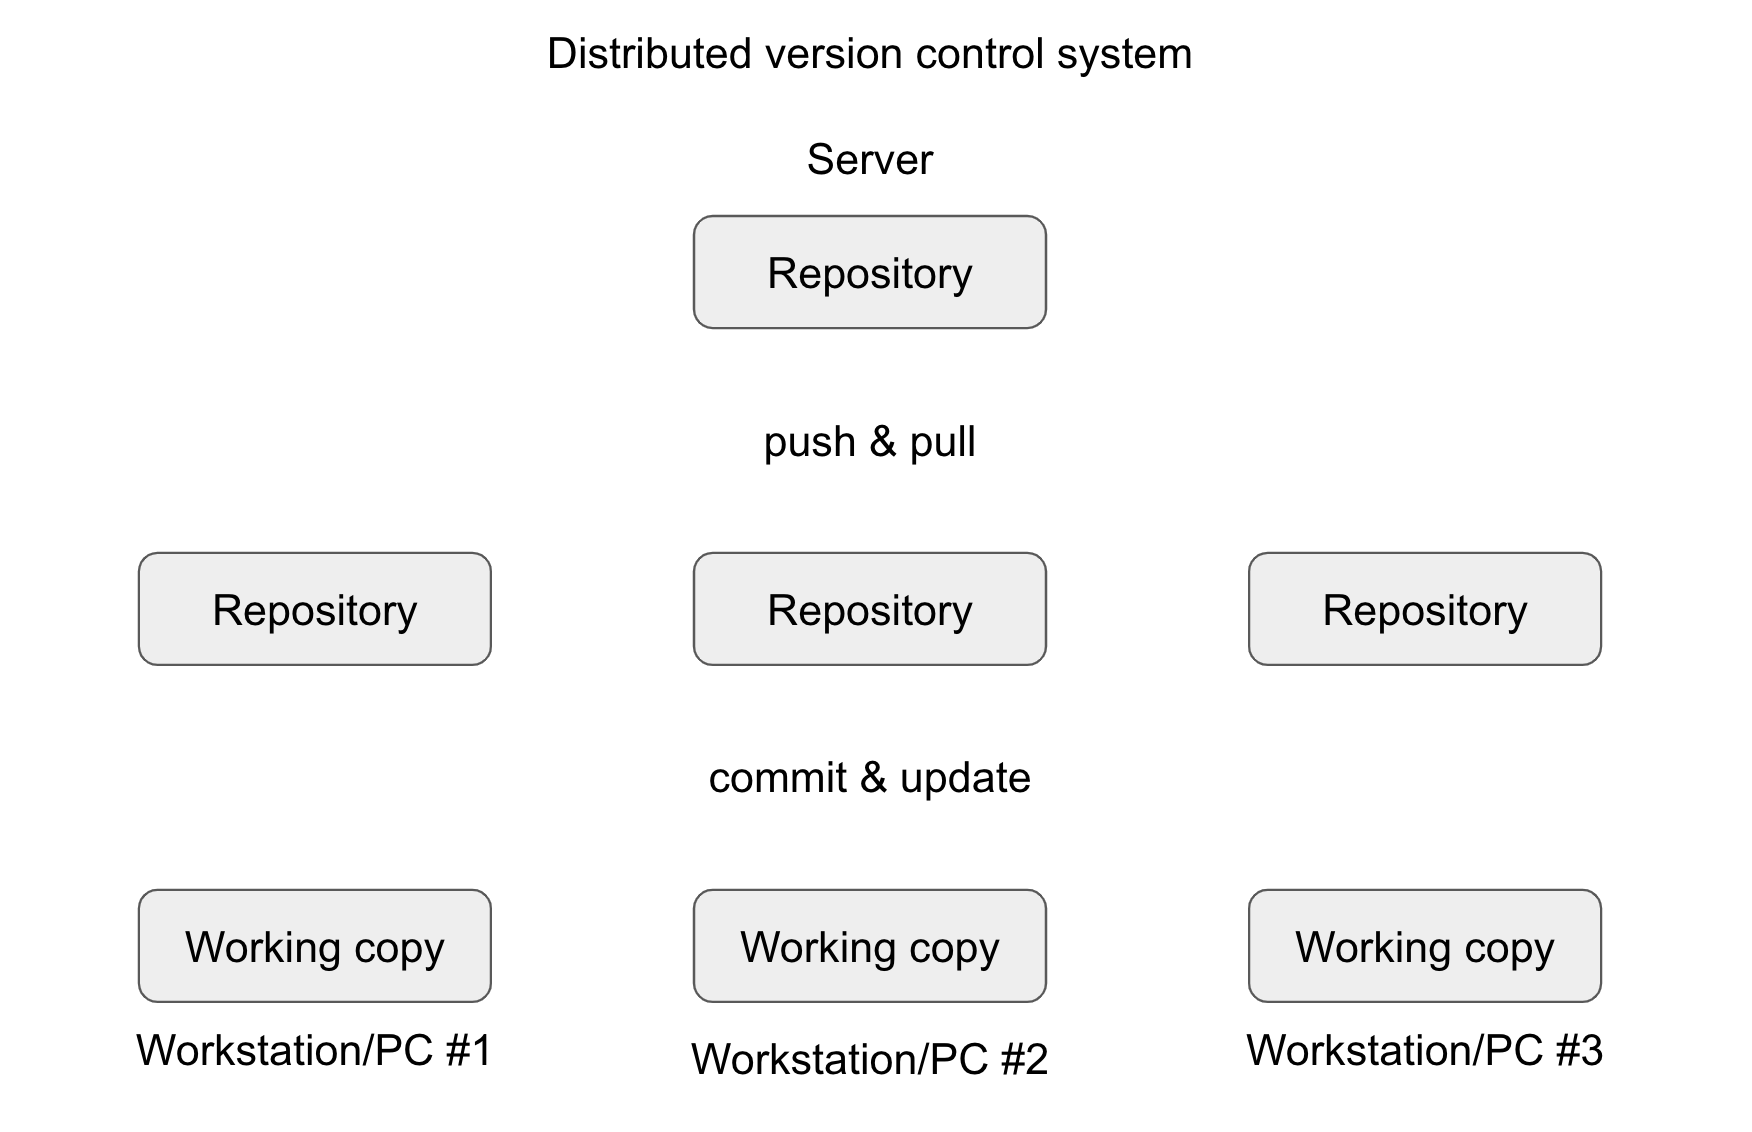 Distributed version control system
Server
Repository
push & pull
Repository
Repository
Repository
commit & update
Working copy
Working copy
Working copy
Workstation/PC #1
Workstation/PC #2
Workstation/PC #3